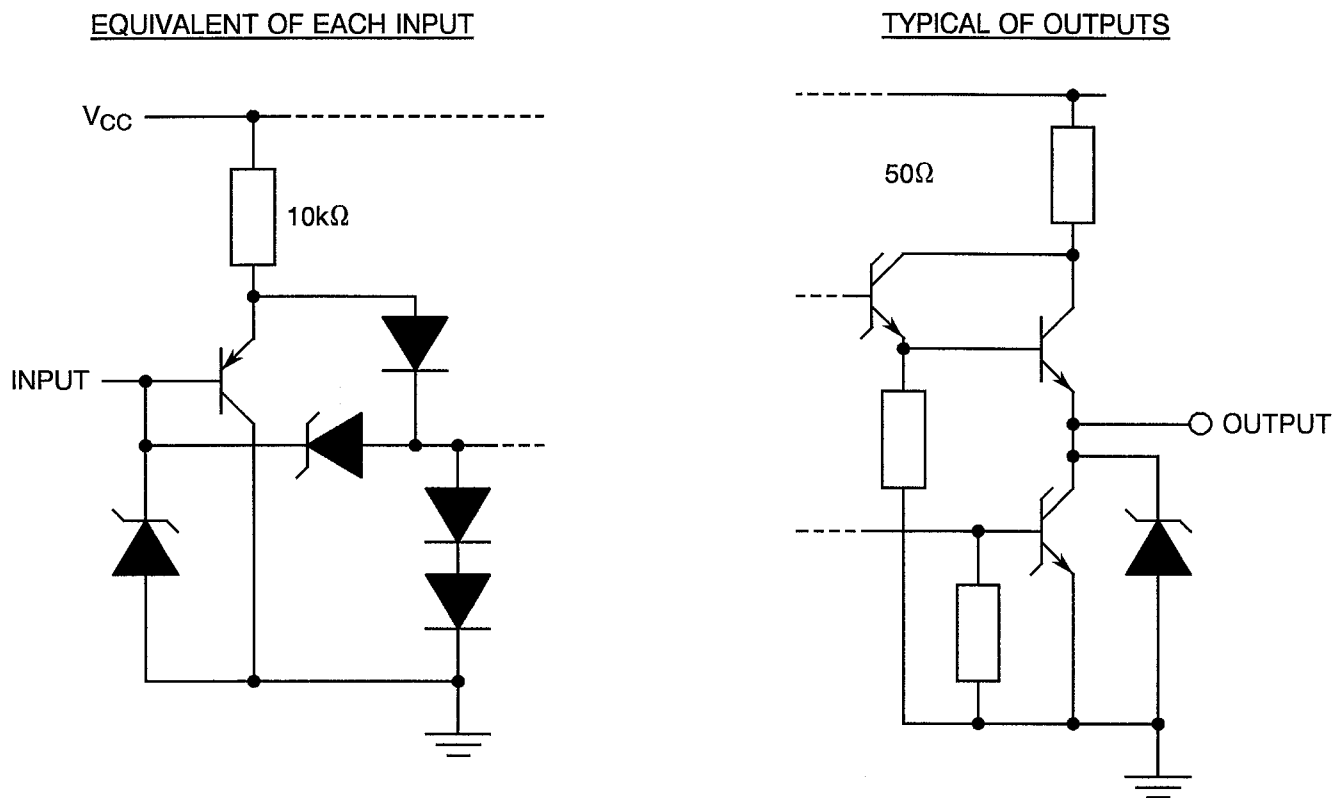 EQUIVALENT OF EACH INPUT
TYPICAL OF OUTPUTS
VCC
10kΩ
50Ω
INPUT
OUTPUT